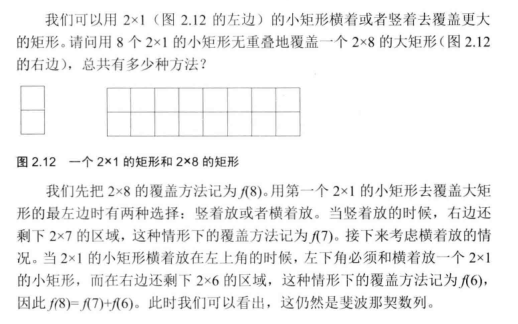 我们可以用 2×1（图 2.12 的左边）的小矩形横着或者竖着去覆盖更大
的矩形。请问用 8 个 2×1 的小矩形无重叠地覆盖一个 2×8 的大矩形（图 2.12
的右边），总共有多少种方法？
图 2.12 一个 2×1 的矩形和 2×8 的矩形
我们先把 2×8 的覆盖方法记为 f(8)。用第一个 2×1 的小矩形去覆盖大矩
形的最左边时有两种选择：竖着放或者横着放。当竖着放的时候，右边还
剩下 2×7 的区域，这种情形下的覆盖方法记为 f(7)。接下来考虑横着放的情
况。当 2×1 的小矩形横着放在左上角的时候，左下角必须和横着放一个 2×1
的小矩形，而在右边还剩下 2×6 的区域，这种情形下的覆盖方法记为 f(6)，
因此 f(8)= f(7)+f(6)。此时我们可以看出，这仍然是斐波那契数列。